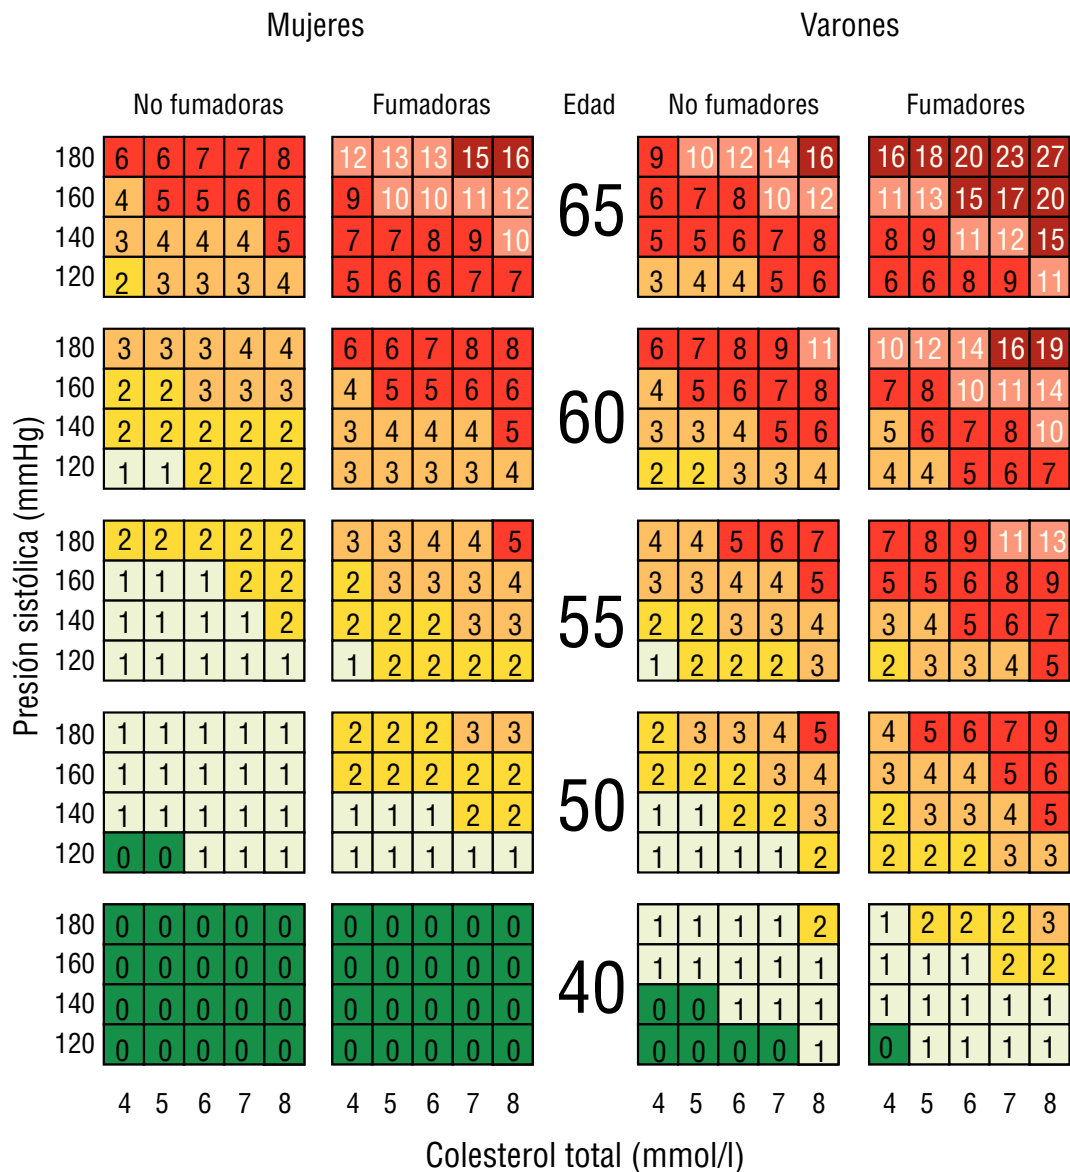 Mujeres Varones
No fumadoras Fumadoras Edad No fumadores Fumadores
180 6 6 7 7 8 12 13 13 15 16 9 10 12 14 16 16 18 20 23 27
160 4 5 5 6 6 9 10 10 11 12 6 7 8 10 12 11 13 15 17 20
65
140 3 4 4 4 5 7 7 8 9 10 5 5 6 7 8 8 9 11 12 15
120 2 3 3 3 4 5 6 6 7 7 3 4 4 5 6 6 6 8 9 11
180 3 3 3 4 4 6 6 7 8 8 6 7 8 9 11 10 12 14 16 19
160 2 2 3 3 3 4 5 5 6 6 4 5 6 7 8 7 8 10 11 14
60
140 2 2 2 2 2 3 4 4 4 5 3 3 4 5 6 5 6 7 8 10
120 1 1 2 2 2 3 3 3 3 4 2 2 3 3 4 4 4 5 6 7
Presión sistólica (mmHg)
180 2 2 2 2 2 3 3 4 4 5 4 4 5 6 7 7 8 9 11 13
160 1 1 1 2 2 2 3 3 3 4 3 3 4 4 5 5 5 6 8 9
55
140 1 1 1 1 2 2 2 2 3 3 2 2 3 3 4 3 4 5 6 7
120 1 1 1 1 1 1 2 2 2 2 1 2 2 2 3 2 3 3 4 5
180 1 1 1 1 1 2 2 2 3 3 2 3 3 4 5 4 5 6 7 9
160 1 1 1 1 1 2 2 2 2 2 2 2 2 3 4 3 4 4 5 6
50
140 1 1 1 1 1 1 1 1 2 2 1 1 2 2 3 2 3 3 4 5
120 0 0 1 1 1 1 1 1 1 1 1 1 1 1 2 2 2 2 3 3
180 0 0 0 0 0 0 0 0 0 0 1 1 1 1 2 1 2 2 2 3
160 0 0 0 0 0 0 0 0 0 0 1 1 1 1 1 1 1 1 2 2
40
140 0 0 0 0 0 0 0 0 0 0 0 0 1 1 1 1 1 1 1 1
120 0 0 0 0 0 0 0 0 0 0 0 0 0 0 1 0 1 1 1 1
4 5 6 7 8 4 5 6 7 8 4 5 6 7 8 4 5 6 7 8
Colesterol total (mmol/l)